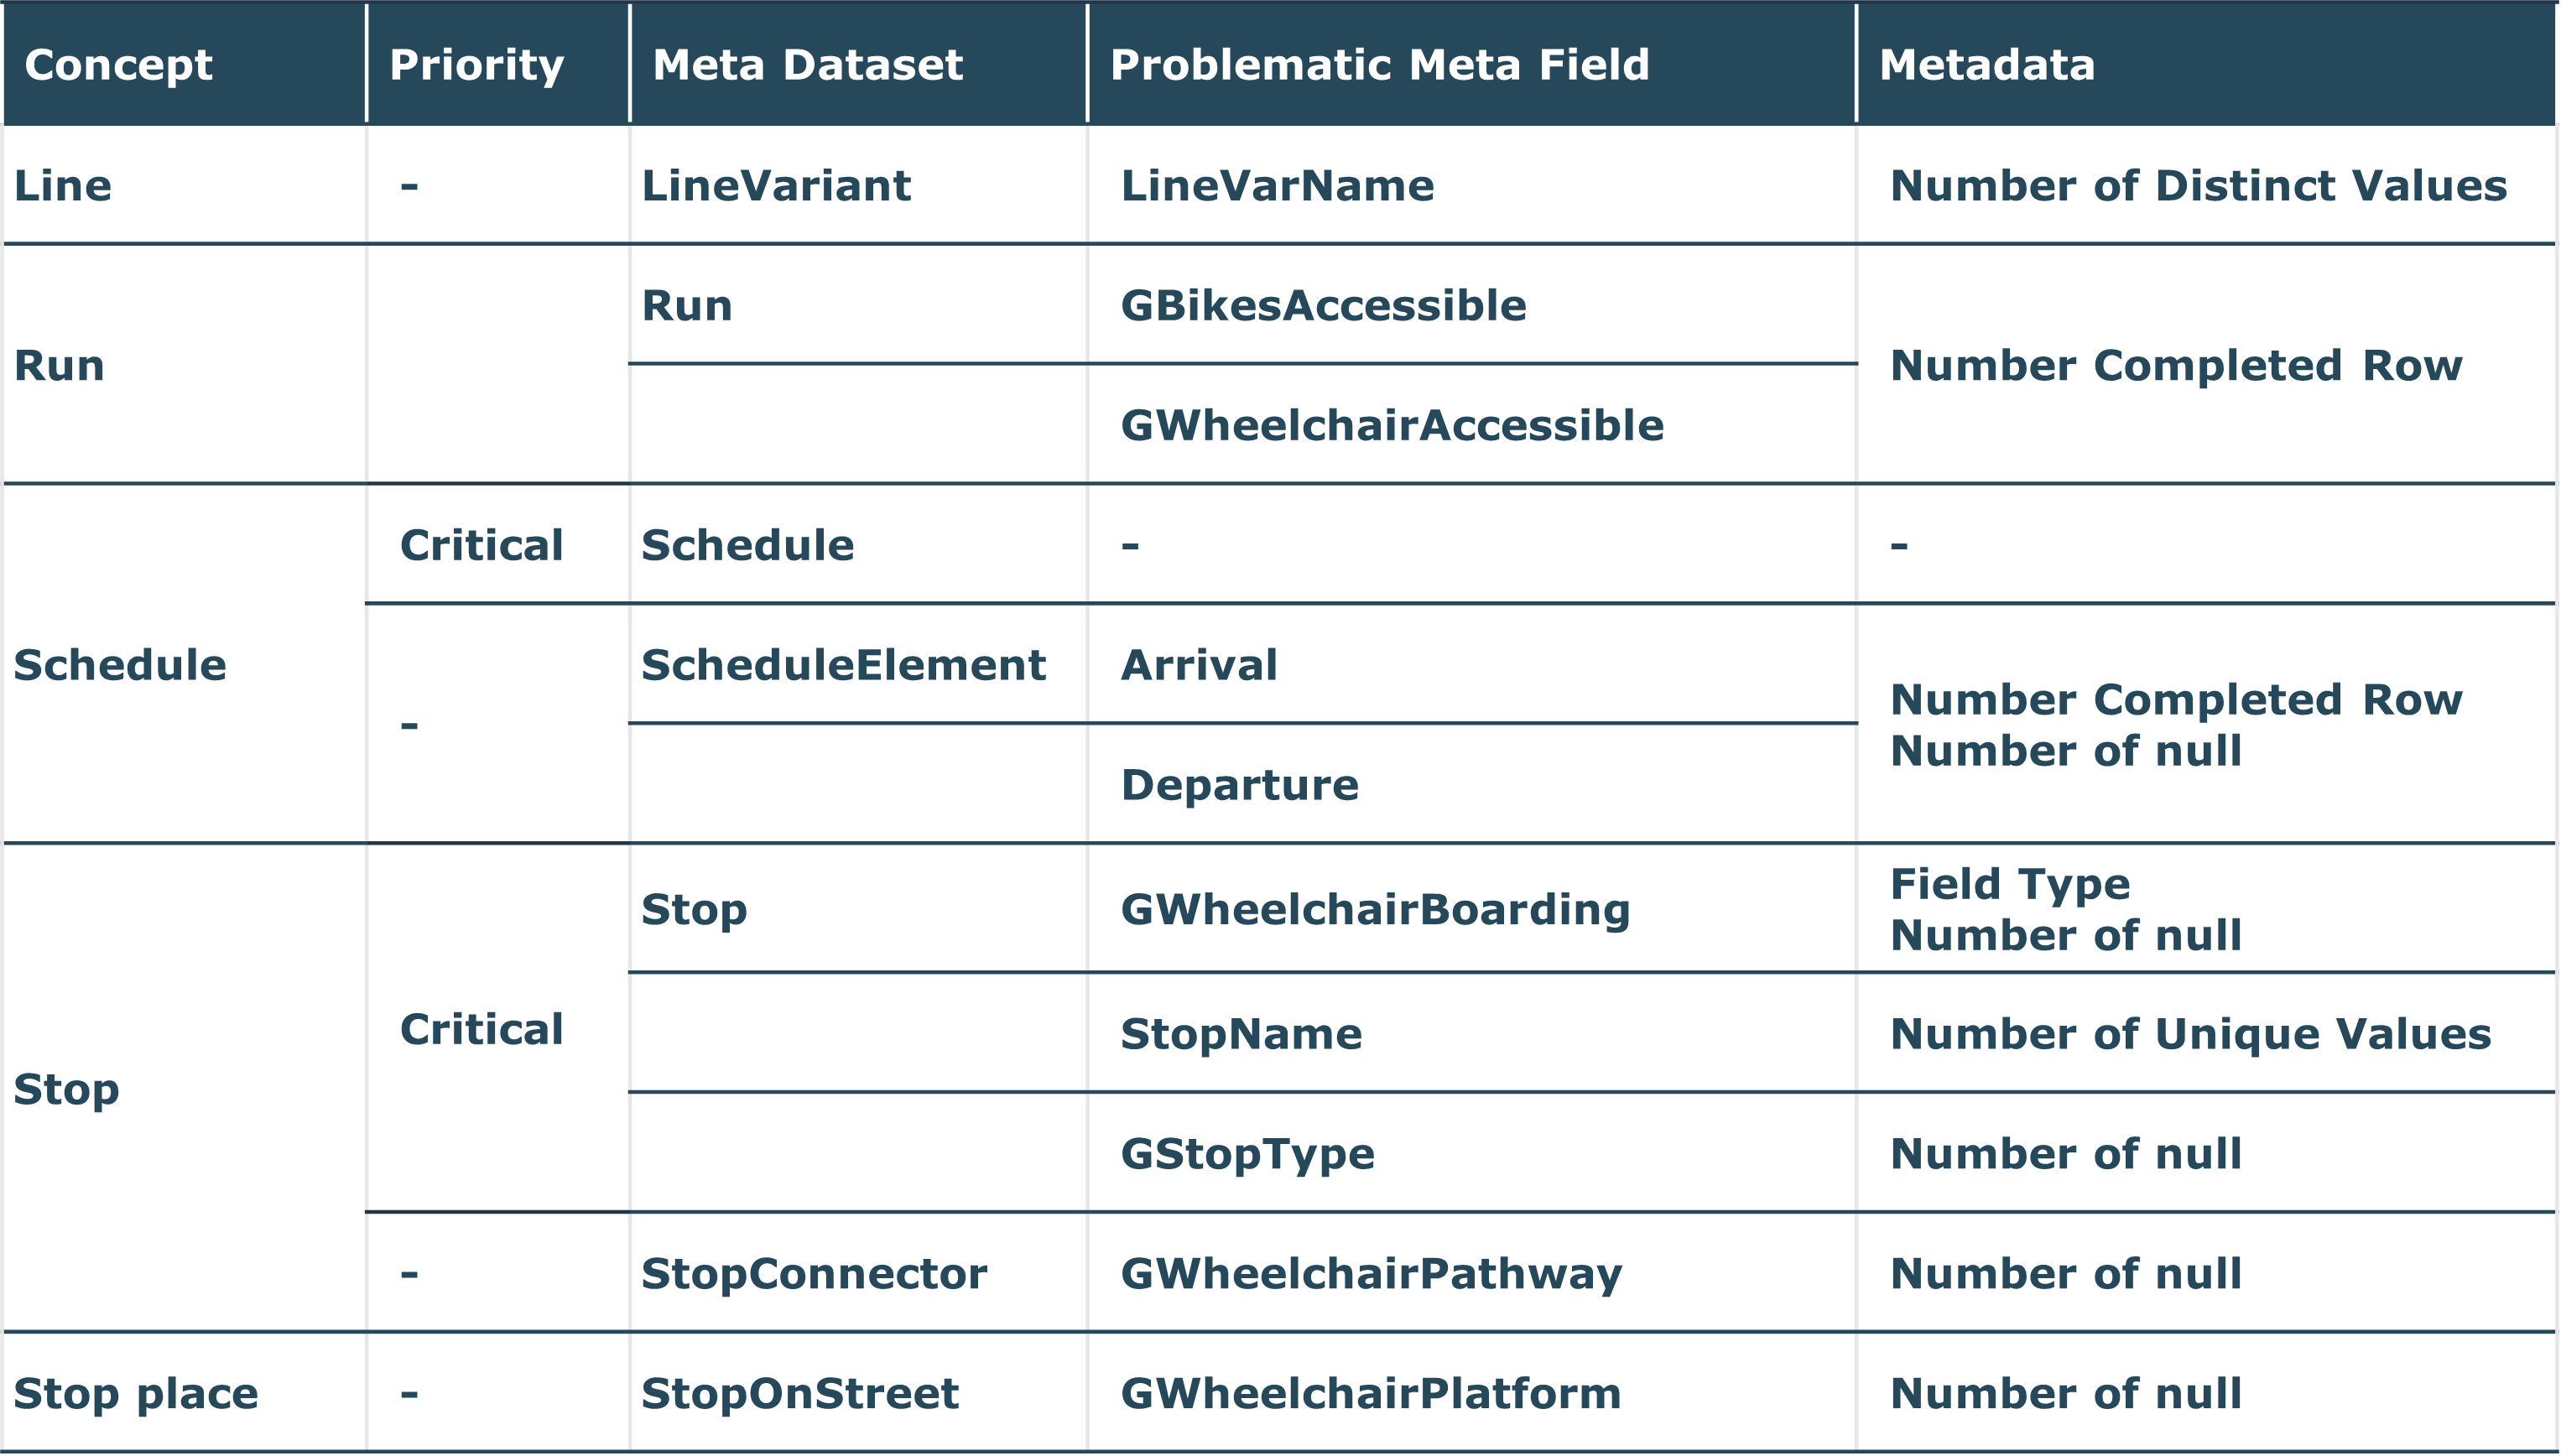 Concept Priority Meta Dataset Problematic Meta Field Metadata
Line - LineVariant LineVarName Number of Distinct Values
Run Run GBikesAccessible Number Completed Row
GWheelchairAccessible
Schedule Critical Schedule - -
- ScheduleElement Arrival Number Completed Row
Number of null
Departure
Stop Critical Stop GWheelchairBoarding Field Type
Number of null
StopName Number of Unique Values
GStopType Number of null
- StopConnector GWheelchairPathway Number of null
Stop place - StopOnStreet GWheelchairPlatform Number of null